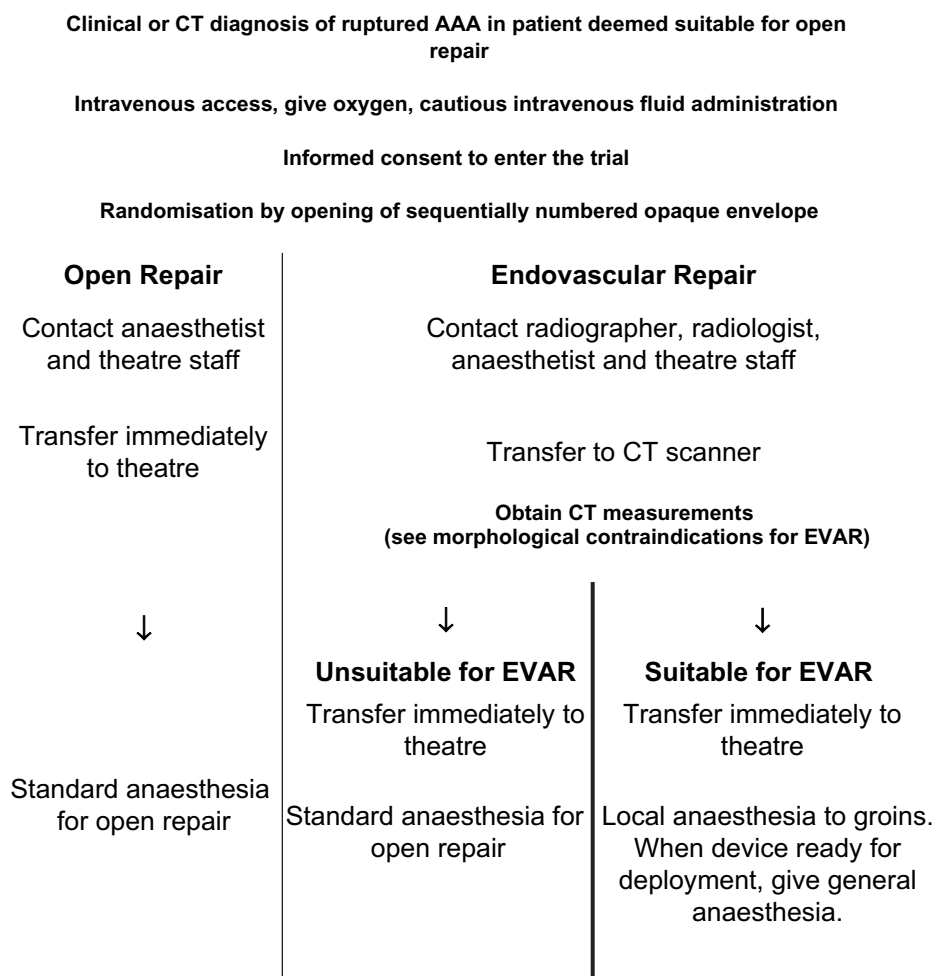 Clinical or CT diagnosis of ruptured AAA in patient deemed suitable for open
repair
Intravenous access, give oxygen, cautious intravenous fluid administration
Informed consent to enter the trial
Randomisation by opening of sequentially numbered opaque envelope
Open Repair
Contact anaesthetist
and theatre staff
Transfer immediately
to theatre
↓
Standard anaesthesia
for open repair
Endovascular Repair
Contact radiographer, radiologist,
anaesthetist and theatre staff
Transfer to CT scanner
Obtain CT measurements
(see morphological contraindications for EVAR)
↓
Unsuitable for EVAR
Transfer immediately to
theatre
Standard anaesthesia for
open repair
↓
Suitable for EVAR
Transfer immediately to
theatre
Local anaesthesia to groins.
When device ready for
deployment, give general
anaesthesia.